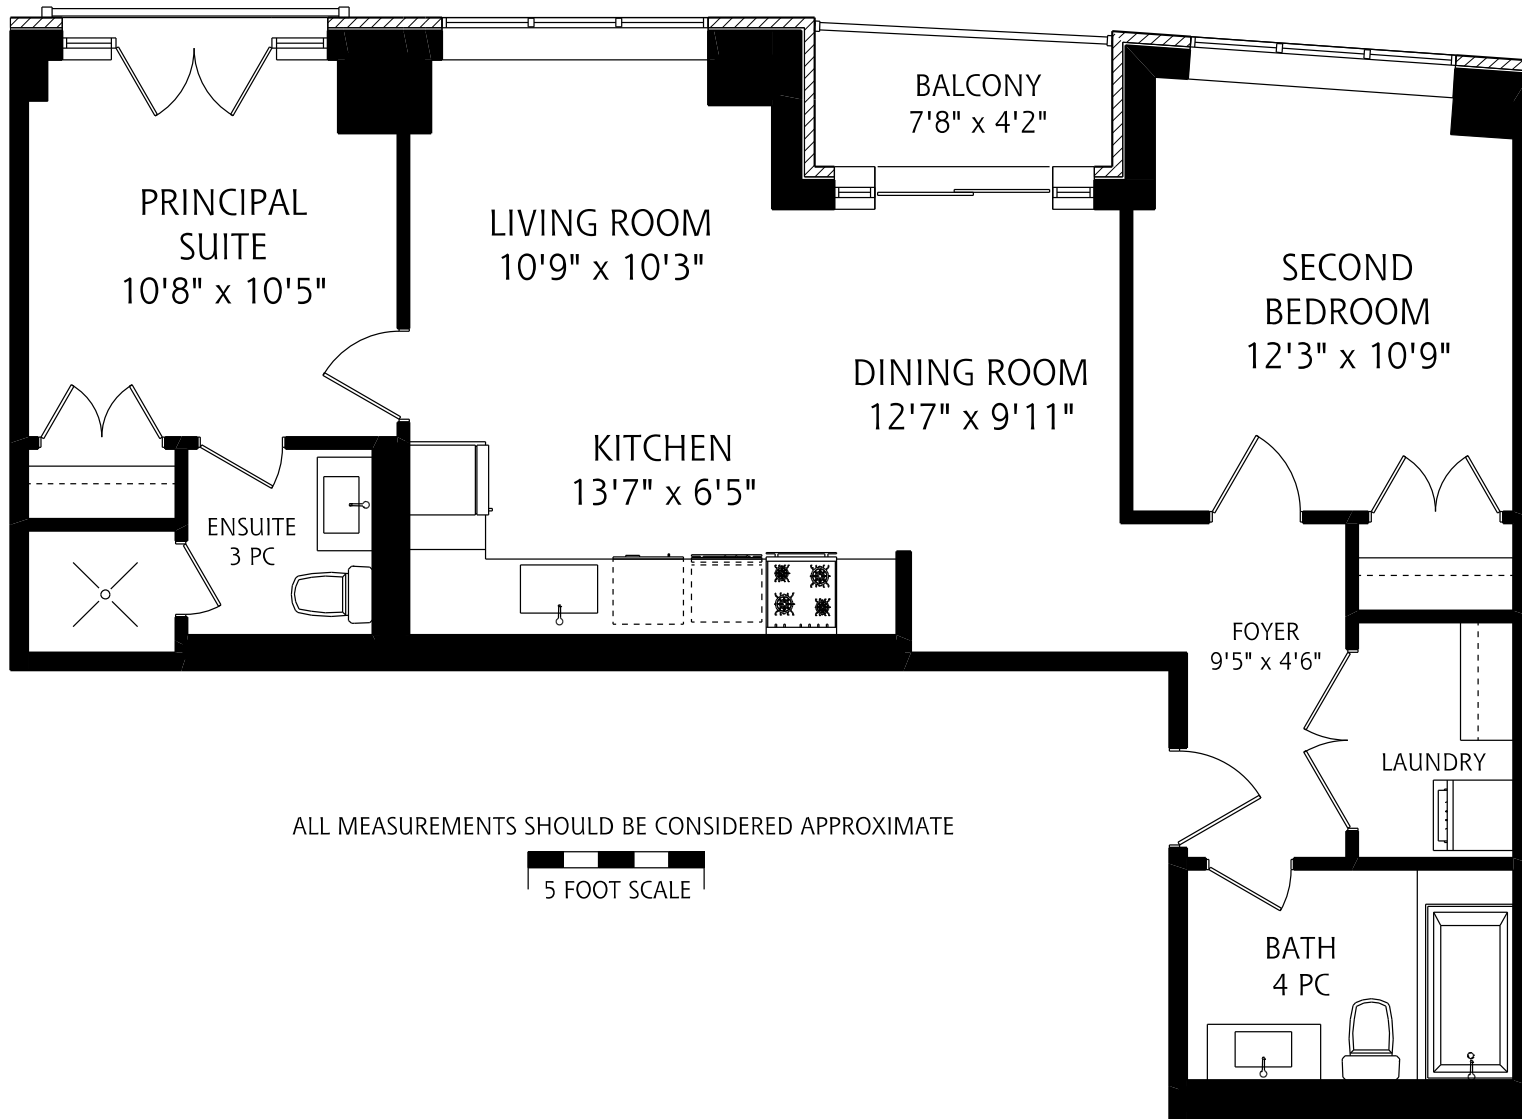 BALCONY
7'8" x 4'2"
PRINCIPAL
SUITE
10'8" x 10'5"
LIVING ROOM
10'9" x 10'3"
SECOND
BEDROOM
12'3" x 10'9"
DINING ROOM
12'7" x 9'11"
KITCHEN
13'7" x 6'5"
ENSUITE
3 PC
FOYER
9'5" x 4'6"
LAUNDRY
ALL MEASUREMENTS SHOULD BE CONSIDERED APPROXIMATE
5 FOOT SCALE
BATH
4 PC